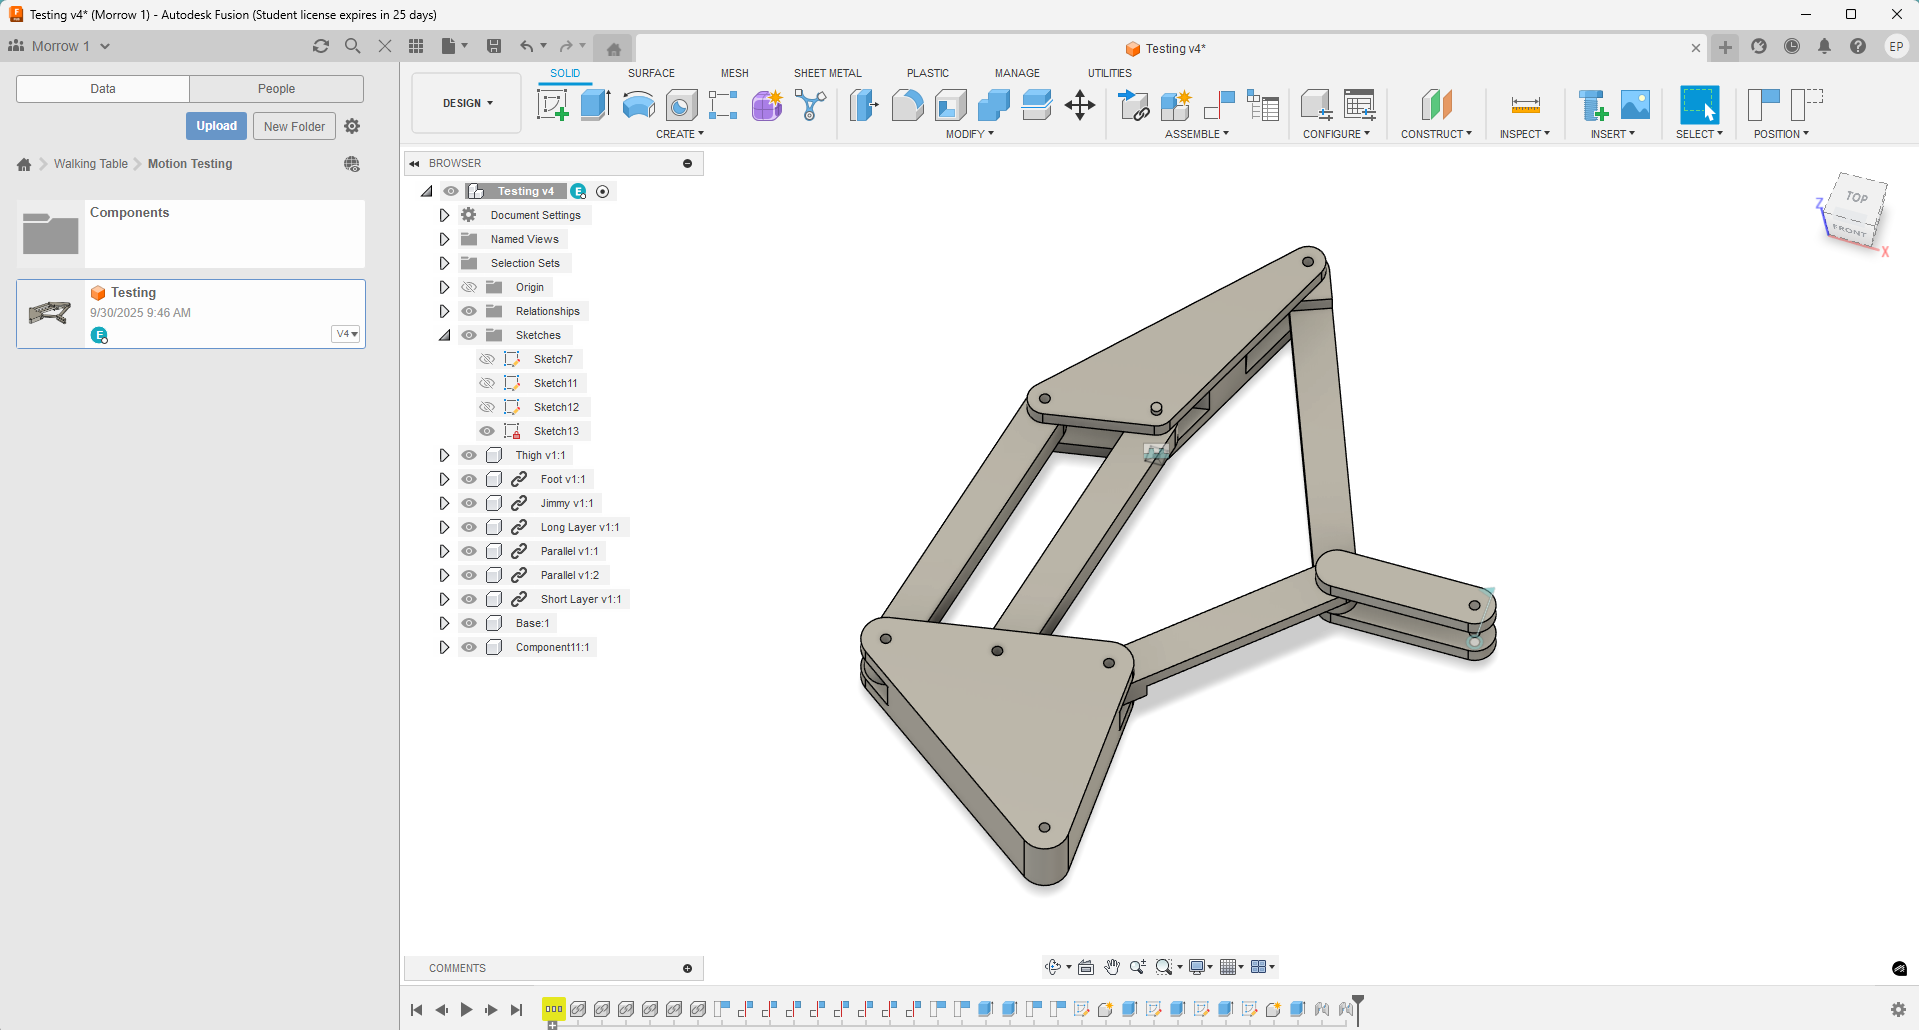 Testing v4* (Morrow 1) - Autodesk Fusion (Student license expires in 25 days)
Morrow 1
Testing v4*
EP
Data
People
Upload
New Folder
Walking Table
Motion Testing
Components
Testing
9/30/2025 9:46 AM
E
V4
DESIGN
SOLID
SURFACE
MESH
SHEET METAL
PLASTIC
MANAGE
UTILITIES
CREATE
MODIFY
ASSEMBLE
CONFIGURE
CONSTRUCT
INSPECT
INSERT
SELECT
POSITION
BROWSER
Testing v4
E
Document Settings
Named Views
Selection Sets
Origin
Relationships
Sketches
Sketch7
Sketch11
Sketch12
Sketch13
Thigh v1:1
Foot v1:1
Jimmy v1:1
Long Layer v1:1
Parallel v1:1
Parallel v1:2
Short Layer v1:1
Base:1
Component11:1
TOP
FRONT
Z
X
COMMENTS